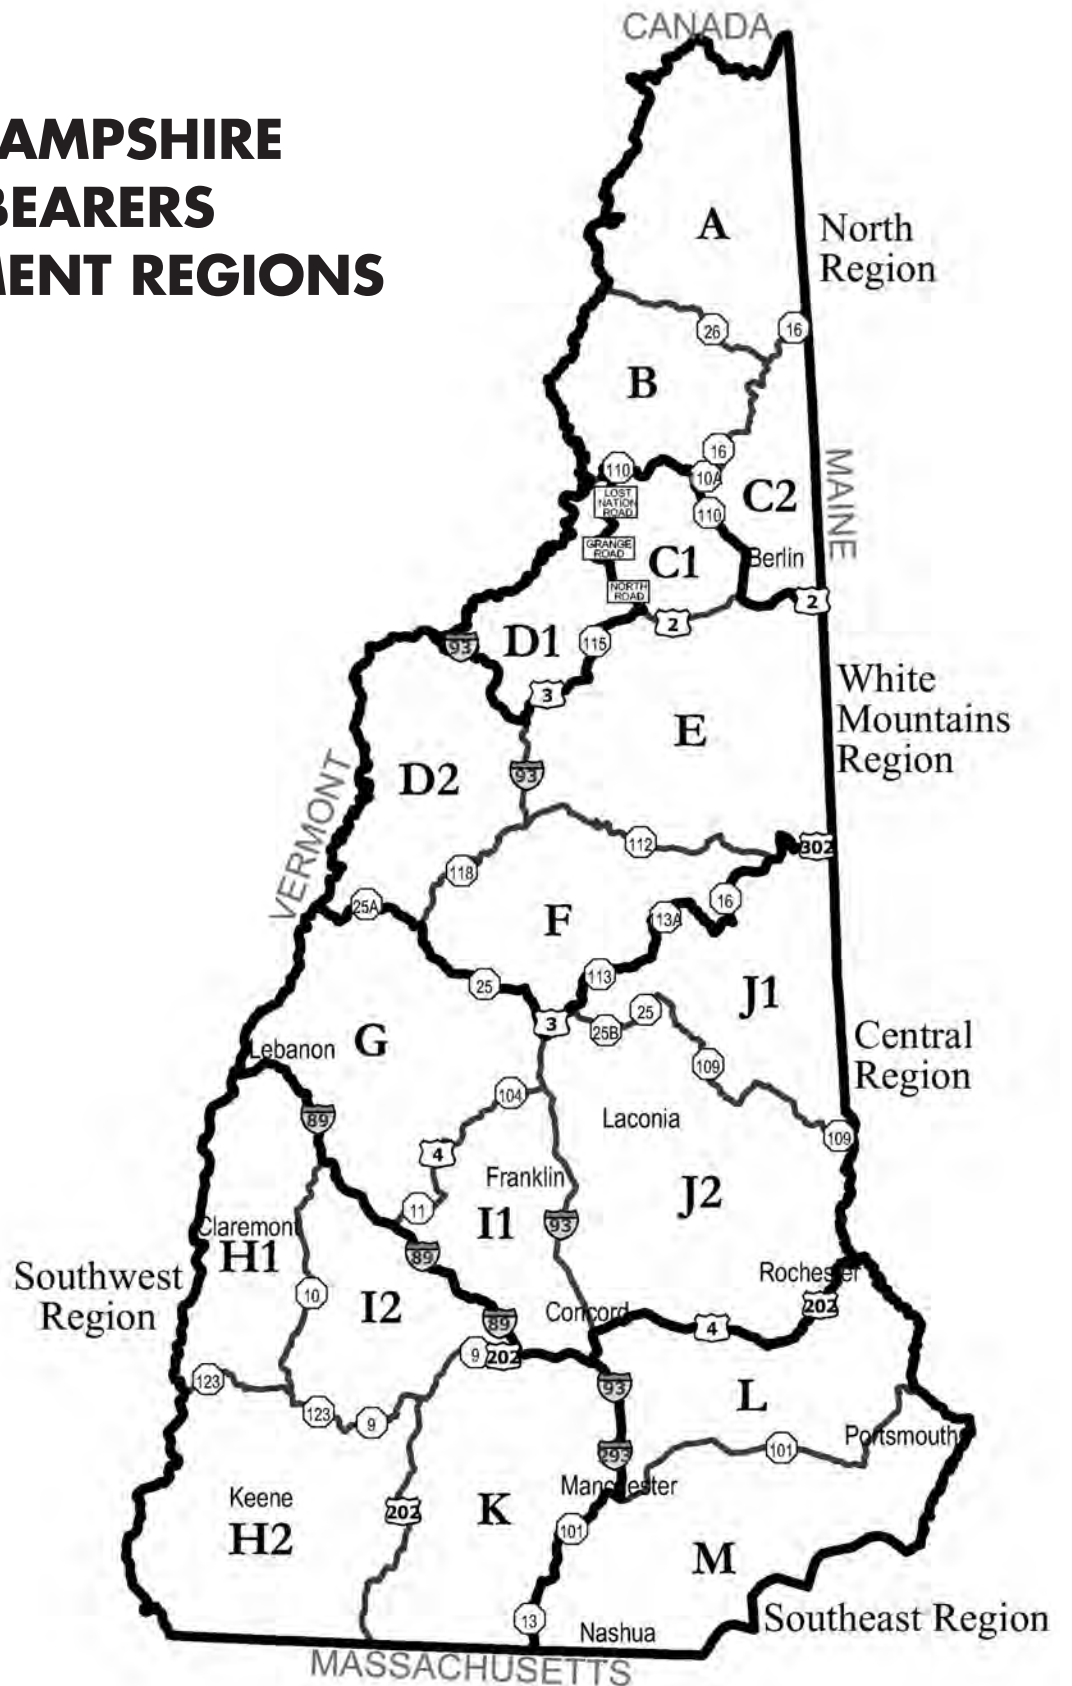 CANADA
AMPSHIRE
BEARERS
MENT REGIONS
A
North
Region
26
16
B
16
110
110A
LOST
NATION
ROAD
C2
MAINE
110
GRANGE
ROAD
C1
Berlin
NORTH
ROAD
2
2
93
D1
115
3
White
Mountains
Region
E
93
D2
VERMONT
112
302
118
25A
16
F
113A
25
113
J1
3
25
25B
G
Central
Region
Lebanon
109
104
89
Laconia
109
4
Franklin
J2
11
I1
93
Claremont
H1
89
Southwest
Region
Rochester
10
I2
202
Concord
89
4
9
202
123
93
L
123
9
Portsmouth
101
293
Manchester
Keene
H2
202
K
101
M
13
Nashua
Southeast Region
MASSACHUSETTS